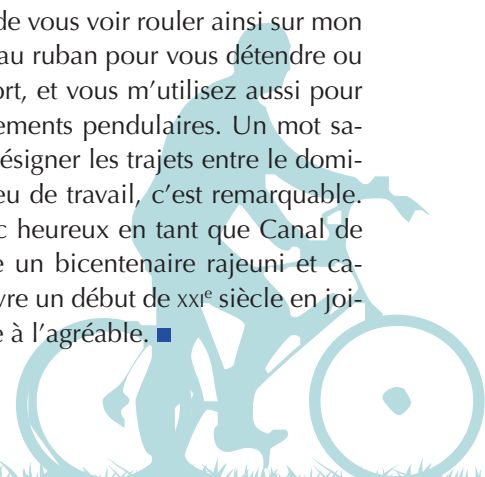 de vous voir rouler ainsi sur mon
au ruban pour vous détendre ou
ort, et vous m’utilisez aussi pour
ements pendulaires. Un mot sa-
ésigner les trajets entre le domi-
eu de travail, c’est remarquable.
c heureux en tant que Canal de
e un bicentenaire rajeuni et ca-
vre un début de XXIe siècle en joi-
e à l’agréable.